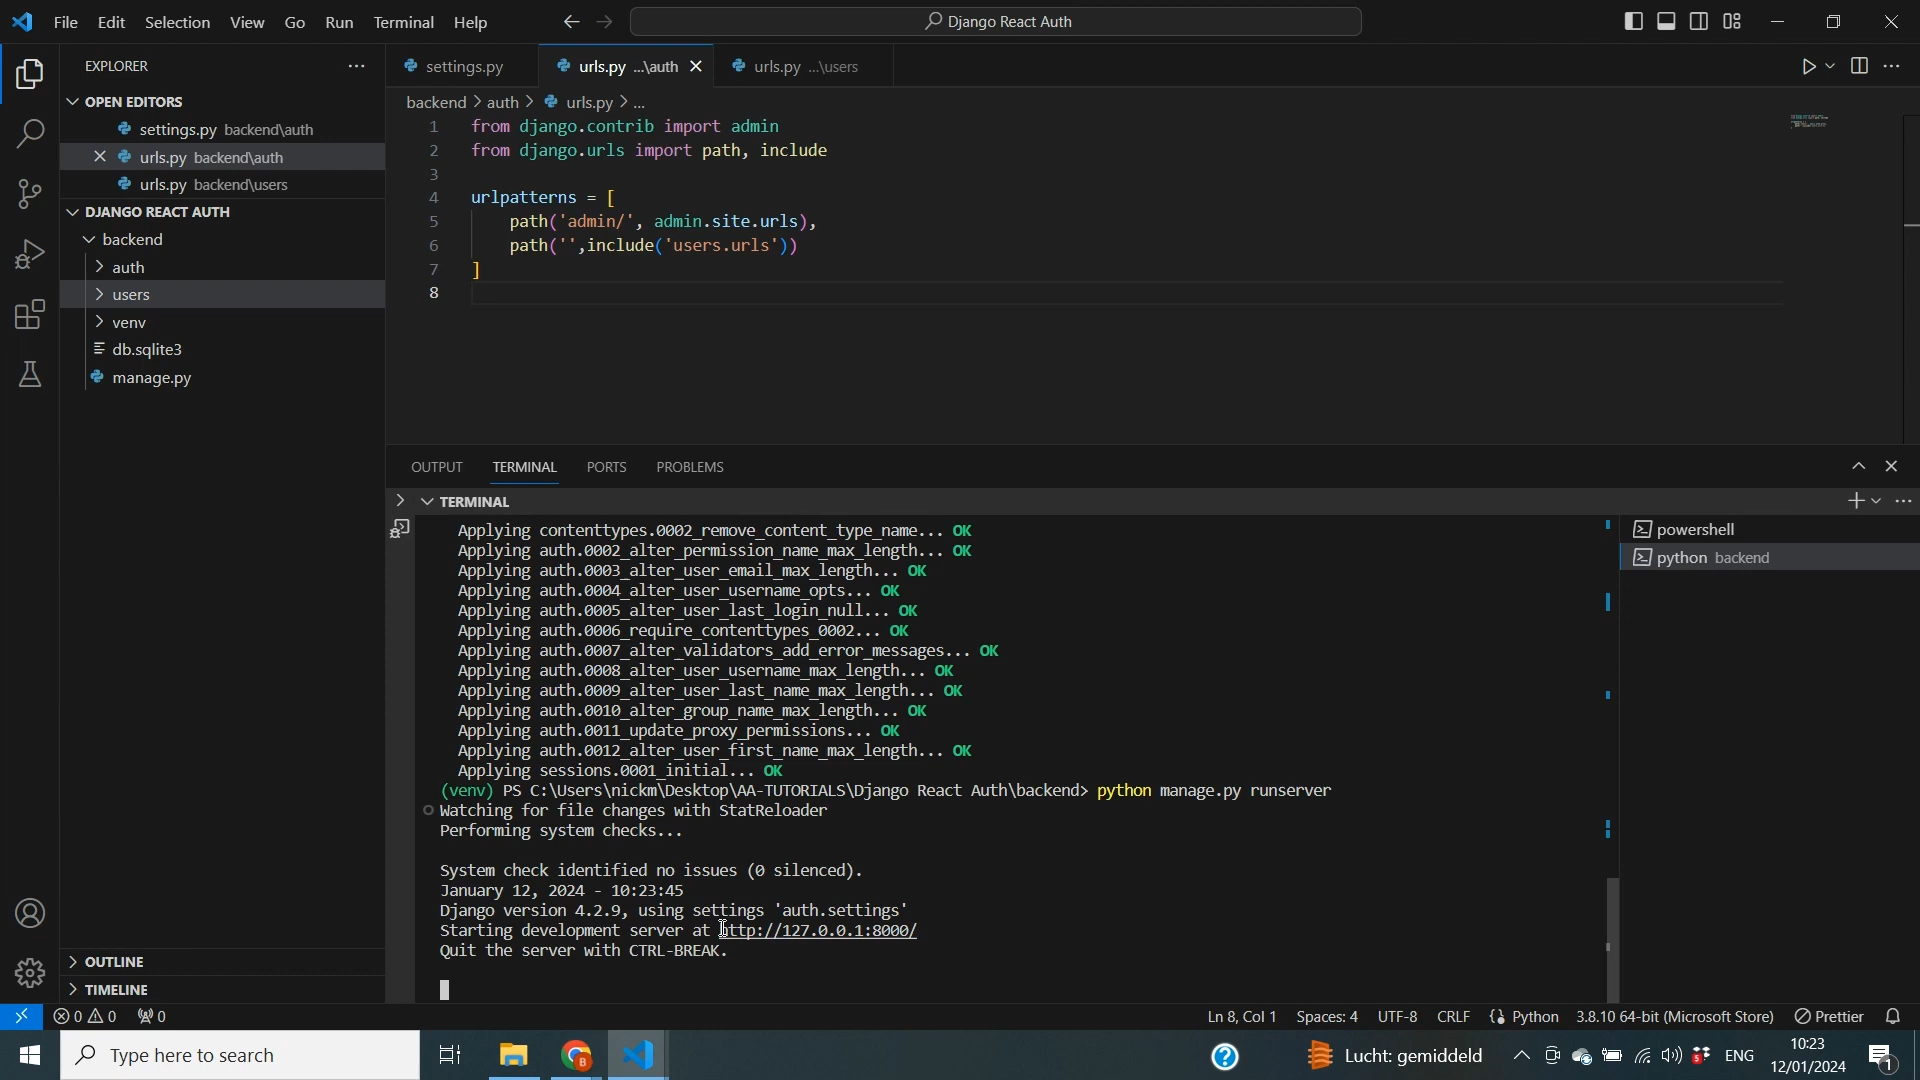 File Edit Selection View Go Run Terminal Help
Django React Auth
EXPLORER
OPEN EDITORS
settings.py backend\auth
urls.py backend\auth
urls.py backend\users
DJANGO REACT AUTH
backend
auth
users
venv
db.sqlite3
manage.py
OUTLINE
TIMELINE
settings.py urls.py ...\auth urls.py ...\users
backend > auth > urls.py > ...
1 from django.contrib import admin
2 from django.urls import path, include
3
4 urlpatterns = [
5 path('admin/', admin.site.urls),
6 path('',include('users.urls'))
7 ]
8
OUTPUT TERMINAL PORTS PROBLEMS
TERMINAL
Applying contenttypes.0002_remove_content_type_name... OK
Applying auth.0002_alter_permission_name_max_length... OK
Applying auth.0003_alter_user_email_max_length... OK
Applying auth.0004_alter_user_username_opts... OK
Applying auth.0005_alter_user_last_login_null... OK
Applying auth.0006_require_contenttypes_0002... OK
Applying auth.0007_alter_validators_add_error_messages... OK
Applying auth.0008_alter_user_username_max_length... OK
Applying auth.0009_alter_user_last_name_max_length... OK
Applying auth.0010_alter_group_name_max_length... OK
Applying auth.0011_update_proxy_permissions... OK
Applying auth.0012_alter_user_first_name_max_length... OK
Applying sessions.0001_initial... OK
(venv) PS C:\Users\nickm\Desktop\AA-TUTORIALS\Django React Auth\backend> python manage.py runserver
Watching for file changes with StatReloader
Performing system checks...
System check identified no issues (0 silenced).
January 12, 2024 - 10:23:45
Django version 4.2.9, using settings 'auth.settings'
Starting development server at http://127.0.0.1:8000/
Quit the server with CTRL-BREAK.
powershell
python backend
0 0 0
Ln 8, Col 1 Spaces: 4 UTF-8 CRLF Python 3.8.10 64-bit (Microsoft Store) Prettier
Type here to search
Lucht: gemiddeld
ENG
10:23
12/01/2024
1